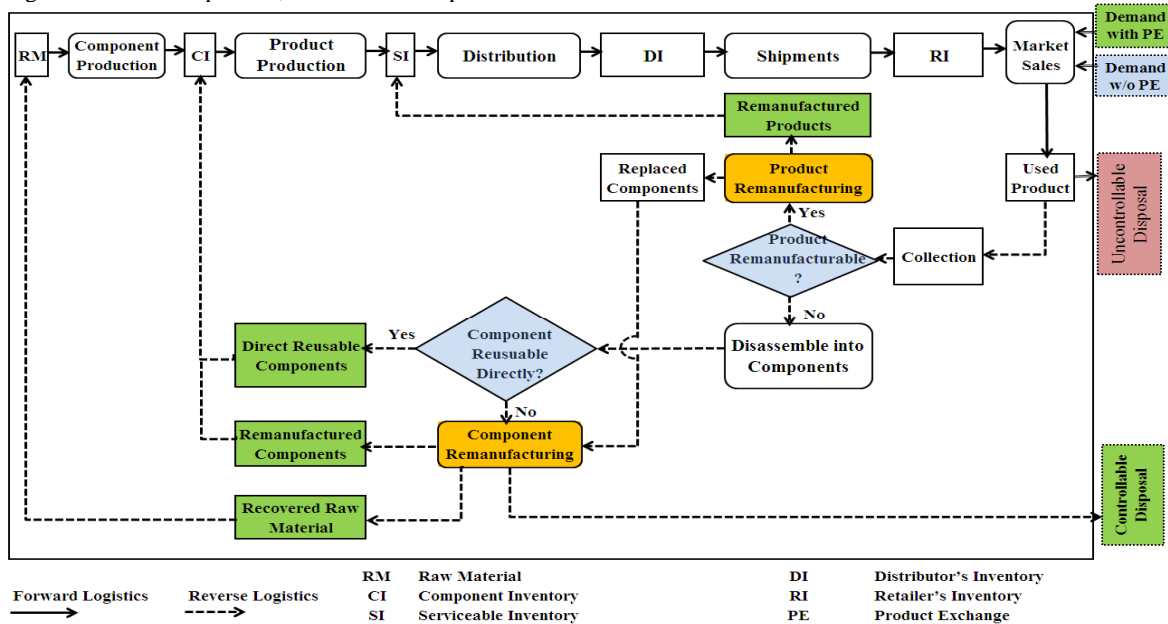 Demand
with PE
Component
Production
Product
Production
Market
Sales
RM
CI
SI
Distribution
DI
Shipments
RI
Demand
w/o PE
Remanufactured
Products
Replaced
Components
Product
Remanufacturing
Used
Product
Uncontrollable
Disposal
Yes
Product
Remanufacturable
?
Collection
No
Direct Reusable
Components
Yes
Component
Reusuable
Directly?
Disassemble into
Components
No
Remanufactured
Components
Component
Remanufacturing
Controllable
Disposal
Recovered Raw
Material
RM Raw Material DI Distributor's Inventory
Forward Logistics Reverse Logistics CI Component Inventory RI Retailer's Inventory
SI Serviceable Inventory PE Product Exchange